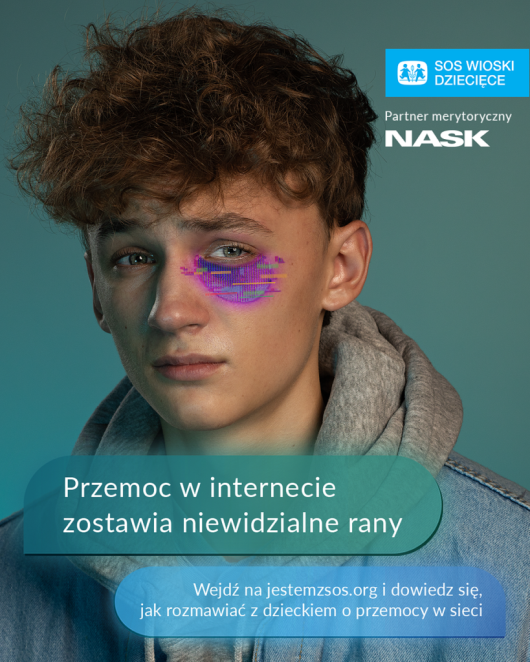 SOS WIOSKI
DZIECIĘCE
Partner merytoryczny
NASK
Przemoc w internecie
zostawia niewidzialne rany
Wejdź na jestemzsos.org i dowiedz się,
jak rozmawiać z dzieckiem o przemocy w sieci